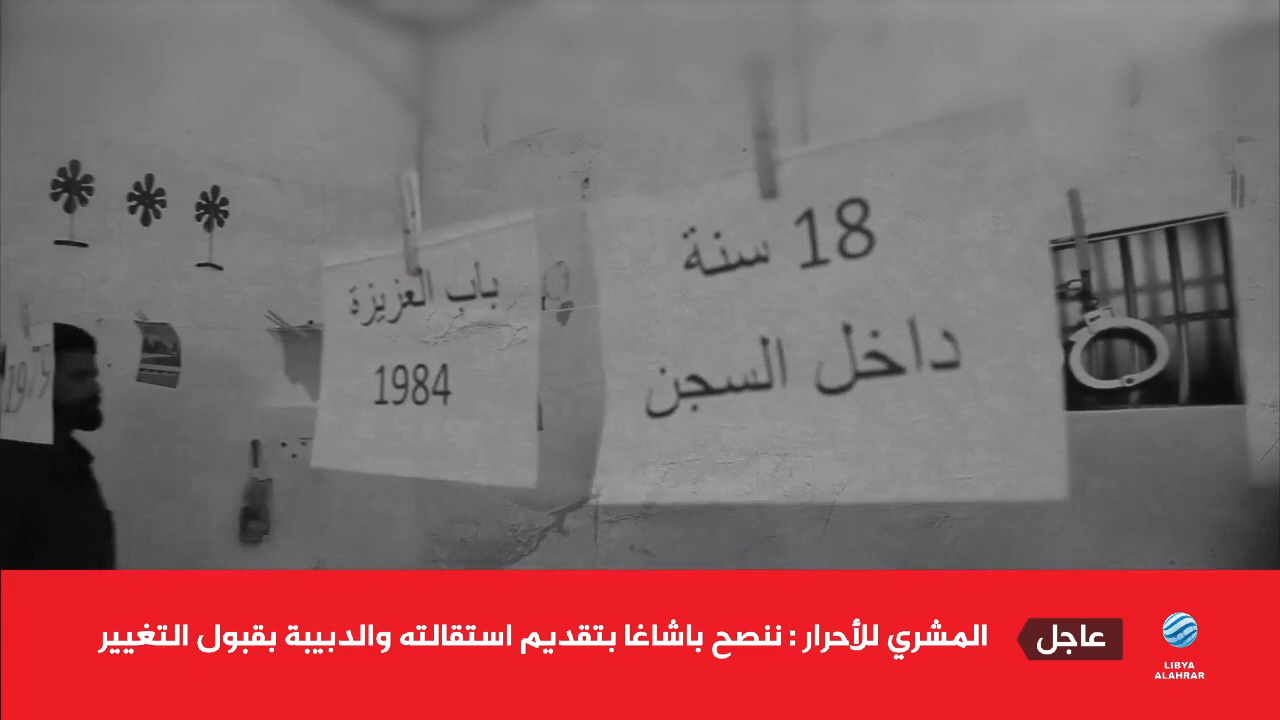 18 سنة
داخل السجن
باب العزيزة
1984
1979
عاجل
المشري للأحرار : ننصح باشاغا بتقديم استقالته والدبيبة بقبول التغيير
LIBYA
ALAHRAR